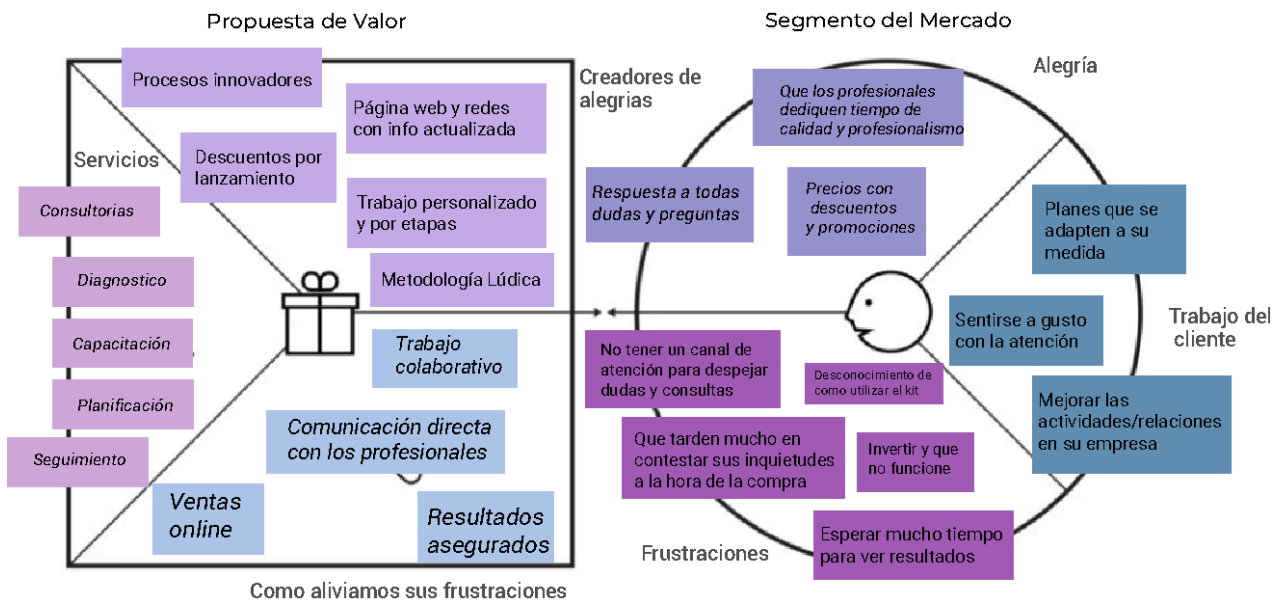 Propuesta de Valor
Segmento del Mercado
Procesos innovadores
Creadores de
alegrias
Página web y redes
con info actualizada
Servicios
Descuentos por
lanzamiento
Consultorias
Trabajo personalizado
y por etapas
Diagnostico
Metodología Lúdica
Capacitación
Trabajo
colaborativo
Planificación
Comunicación directa
con los profesionales
Seguimiento
Ventas
online
Resultados
asegurados
Como aliviamos sus frustraciones
Alegría
Que los profesionales
dediquen tiempo de
calidad y profesionalismo
Respuesta a todas
dudas y preguntas
Precios con
descuentos
y promociones
Planes que se
adapten a su
medida
Sentirse a gusto
con la atención
Trabajo del
cliente
No tener un canal de
atención para despejar
dudas y consultas
Desconocimiento de
como utilizar el kit
Mejorar las
actividades/relaciones
en su empresa
Que tarden mucho en
contestar sus inquietudes
a la hora de la compra
Invertir y que
no funcione
Esperar mucho tiempo
para ver resultados
Frustraciones